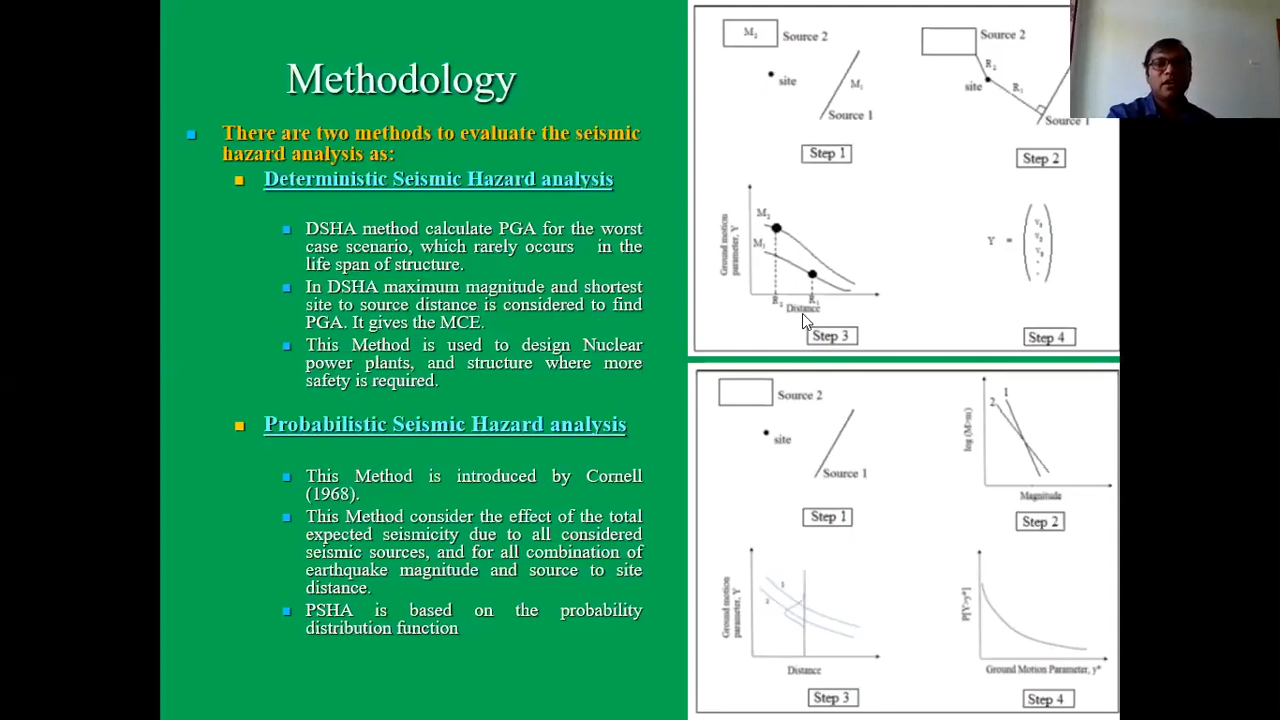 Methodology
There are two methods to evaluate the seismic
hazard analysis as:
Deterministic Seismic Hazard analysis
DSHA method calculate PGA for the worst
case scenario, which rarely occurs in the
life span of structure.
In DSHA maximum magnitude and shortest
site to source distance is considered to find
PGA. It gives the MCE.
This Method is used to design Nuclear
power plants, and structure where more
safety is required.
Probabilistic Seismic Hazard analysis
This Method is introduced by Cornell
(1968).
This Method consider the effect of the total
expected seismicity due to all considered
seismic sources, and for all combination of
earthquake magnitude and source to site
distance.
PSHA is based on the probability
distribution function
M₂
Source 2
site
M₁
Source 1
Step 1
Source 2
R₂
site
R₁
Source 1
Step 2
Ground motion
parameter, Y
M₂
M₁
R₂
R₁
Distance
Step 3
Y =
Y₁
Y₂
Y₃
Step 4
Source 2
site
Source 1
Step 1
log (M>m)
2
1
Magnitude
Step 2
Ground motion
parameter, Y
1
2
Distance
Step 3
P[Y>y*]
Ground Motion Parameter, y*
Step 4